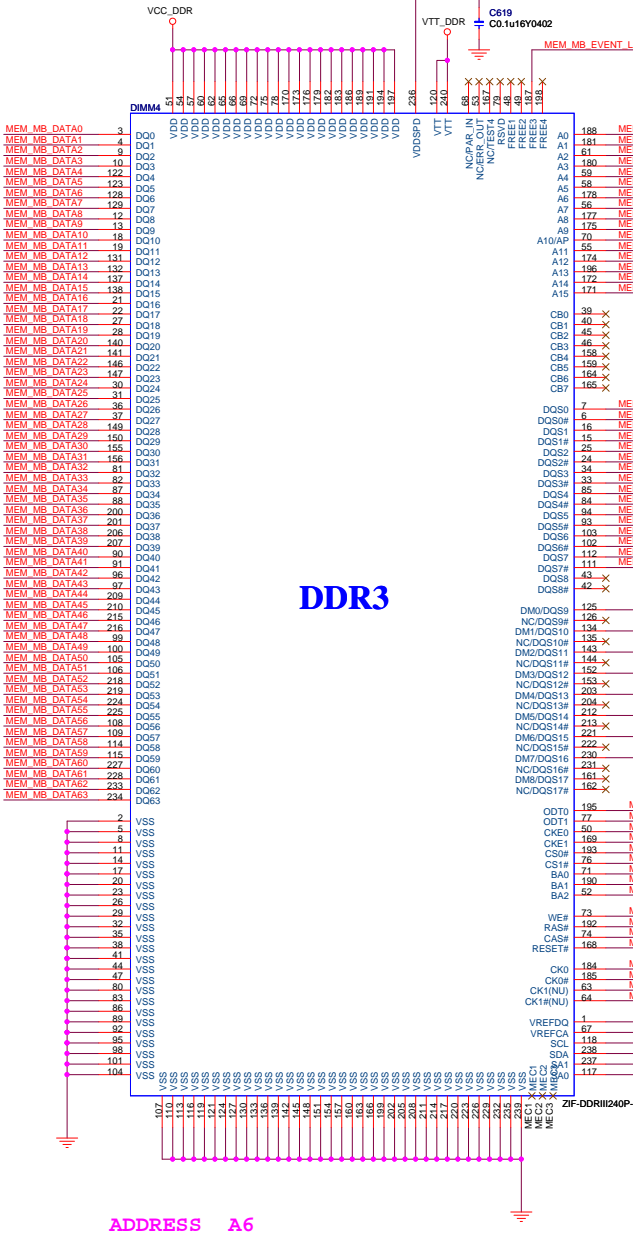 VCC_DDR
C619
C0.1u16Y0402
VTT_DDR
MEM_MB_EVENT_L
51 54 57 60 62 65 66 69 72 75 78 170 173 176 179 182 183 186 189 191 194 197 236 120 240 68 53 167 79 48 49 187 198
DIMM4
VDD VDD VDD VDD VDD VDD VDD VDD VDD VDD VDD VDD VDD VDD VDD VDD VDD VDD VDD VDD VDD VDD VDDSPD VTT VTT NC/PAR_IN NC/ERR_OUT NC/TEST4 RSVD FREE1 FREE2 FREE3 FREE4
MEM_MB_DATA0 3 DQ0
MEM_MB_DATA1 4 DQ1
MEM_MB_DATA2 9 DQ2
MEM_MB_DATA3 10 DQ3
MEM_MB_DATA4 122 DQ4
MEM_MB_DATA5 123 DQ5
MEM_MB_DATA6 128 DQ6
MEM_MB_DATA7 129 DQ7
MEM_MB_DATA8 12 DQ8
MEM_MB_DATA9 13 DQ9
MEM_MB_DATA10 18 DQ10
MEM_MB_DATA11 19 DQ11
MEM_MB_DATA12 131 DQ12
MEM_MB_DATA13 132 DQ13
MEM_MB_DATA14 137 DQ14
MEM_MB_DATA15 138 DQ15
MEM_MB_DATA16 21 DQ16
MEM_MB_DATA17 22 DQ17
MEM_MB_DATA18 27 DQ18
MEM_MB_DATA19 28 DQ19
MEM_MB_DATA20 140 DQ20
MEM_MB_DATA21 141 DQ21
MEM_MB_DATA22 146 DQ22
MEM_MB_DATA23 147 DQ23
MEM_MB_DATA24 30 DQ24
MEM_MB_DATA25 31 DQ25
MEM_MB_DATA26 36 DQ26
MEM_MB_DATA27 37 DQ27
MEM_MB_DATA28 149 DQ28
MEM_MB_DATA29 150 DQ29
MEM_MB_DATA30 155 DQ30
MEM_MB_DATA31 156 DQ31
MEM_MB_DATA32 81 DQ32
MEM_MB_DATA33 82 DQ33
MEM_MB_DATA34 87 DQ34
MEM_MB_DATA35 88 DQ35
MEM_MB_DATA36 200 DQ36
MEM_MB_DATA37 201 DQ37
MEM_MB_DATA38 206 DQ38
MEM_MB_DATA39 207 DQ39
MEM_MB_DATA40 90 DQ40
MEM_MB_DATA41 91 DQ41
MEM_MB_DATA42 96 DQ42
MEM_MB_DATA43 97 DQ43
MEM_MB_DATA44 209 DQ44
MEM_MB_DATA45 210 DQ45
MEM_MB_DATA46 215 DQ46
MEM_MB_DATA47 216 DQ47
MEM_MB_DATA48 99 DQ48
MEM_MB_DATA49 100 DQ49
MEM_MB_DATA50 105 DQ50
MEM_MB_DATA51 106 DQ51
MEM_MB_DATA52 218 DQ52
MEM_MB_DATA53 219 DQ53
MEM_MB_DATA54 224 DQ54
MEM_MB_DATA55 225 DQ55
MEM_MB_DATA56 108 DQ56
MEM_MB_DATA57 109 DQ57
MEM_MB_DATA58 114 DQ58
MEM_MB_DATA59 115 DQ59
MEM_MB_DATA60 227 DQ60
MEM_MB_DATA61 228 DQ61
MEM_MB_DATA62 233 DQ62
MEM_MB_DATA63 234 DQ63
2 VSS
5 VSS
8 VSS
11 VSS
14 VSS
17 VSS
20 VSS
23 VSS
26 VSS
29 VSS
32 VSS
35 VSS
38 VSS
41 VSS
44 VSS
47 VSS
80 VSS
83 VSS
86 VSS
89 VSS
92 VSS
95 VSS
98 VSS
101 VSS
104 VSS
DDR3
A0 188
A1 181
A2 61
A3 180
A4 59
A5 58
A6 178
A7 56
A8 177
A9 175
A10/AP 70
A11 55
A12 174
A13 196
A14 172
A15 171
CB0 39
CB1 40
CB2 45
CB3 46
CB4 158
CB5 159
CB6 164
CB7 165
DQS0 7
DQS0# 6
DQS1 16
DQS1# 15
DQS2 25
DQS2# 24
DQS3 34
DQS3# 33
DQS4 85
DQS4# 84
DQS5 94
DQS5# 93
DQS6 103
DQS6# 102
DQS7 112
DQS7# 111
DQS8 43
DQS8# 42
DM0/DQS9 125
NC/DQS9# 126
DM1/DQS10 134
NC/DQS10# 135
DM2/DQS11 143
NC/DQS11# 144
DM3/DQS12 152
NC/DQS12# 153
DM4/DQS13 203
NC/DQS13# 204
DM5/DQS14 212
NC/DQS14# 213
DM6/DQS15 221
NC/DQS15# 222
DM7/DQS16 230
NC/DQS16# 231
DM8/DQS17 161
NC/DQS17# 162
ODT0 195
ODT1 77
CKE0 50
CKE1 169
CS0# 193
CS1# 76
BA0 71
BA1 190
BA2 52
WE# 73
RAS# 192
CAS# 74
RESET# 168
CK0 184
CK0# 185
CK1(NU) 63
CK1#(NU) 64
VREFDQ 1
VREFCA 67
SCL 118
SDA 238
SA1 237
SA0 117
VSS VSS VSS VSS VSS VSS VSS VSS VSS VSS VSS VSS VSS VSS VSS VSS VSS VSS VSS VSS VSS VSS VSS VSS VSS VSS VSS VSS VSS VSS VSS VSS VSS VSS MEC1 MEC2 MEC3
107 110 113 116 119 121 124 127 130 133 136 139 142 145 148 151 154 157 160 163 166 199 202 205 208 211 214 217 220 223 226 229 232 235 239 MEC1 MEC2 MEC3
ZIF-DDRIII240P-
ADDRESS A6